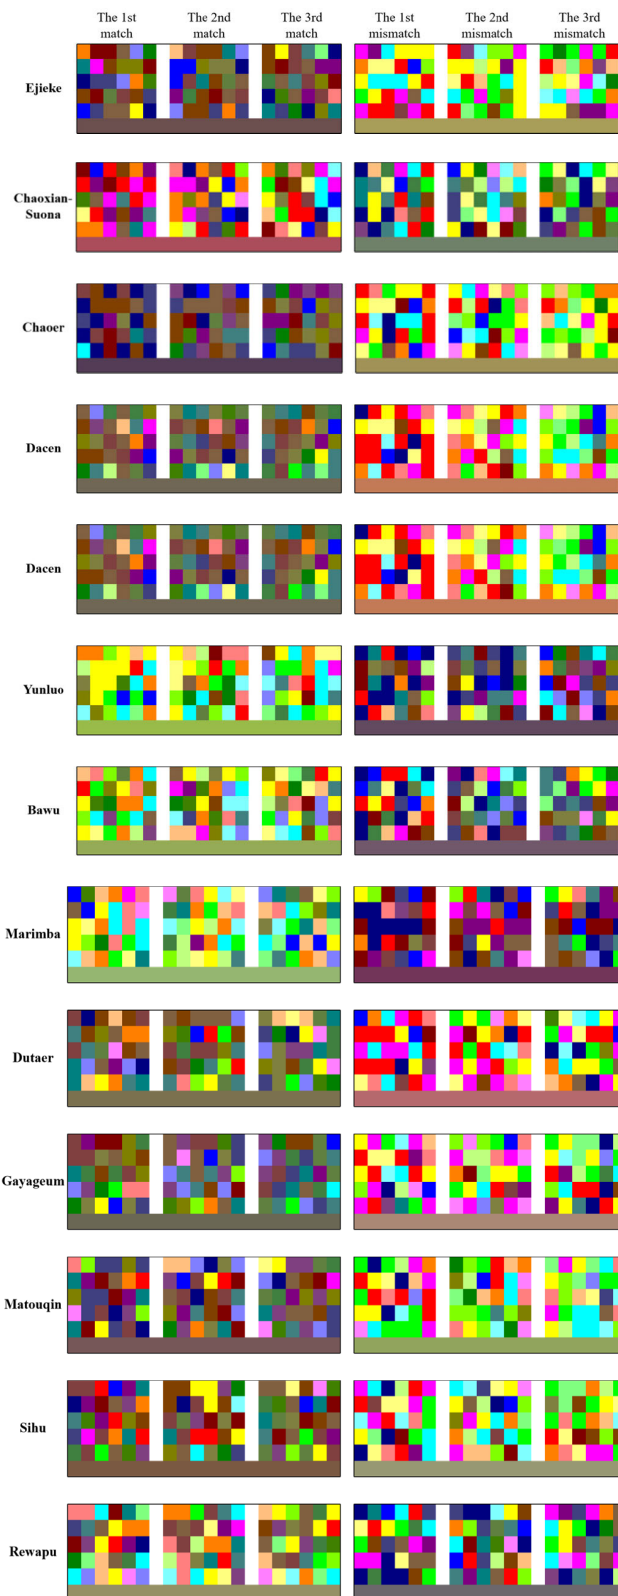 The 1st match
The 2nd match
The 3rd match
The 1st mismatch
The 2nd mismatch
The 3rd mismatch
Ejieke
Chaoxian-
Suona
Chaoer
Dacen
Dacen
Yunluo
Bawu
Marimba
Dutaer
Gayageum
Matouqin
Sihu
Rewapu